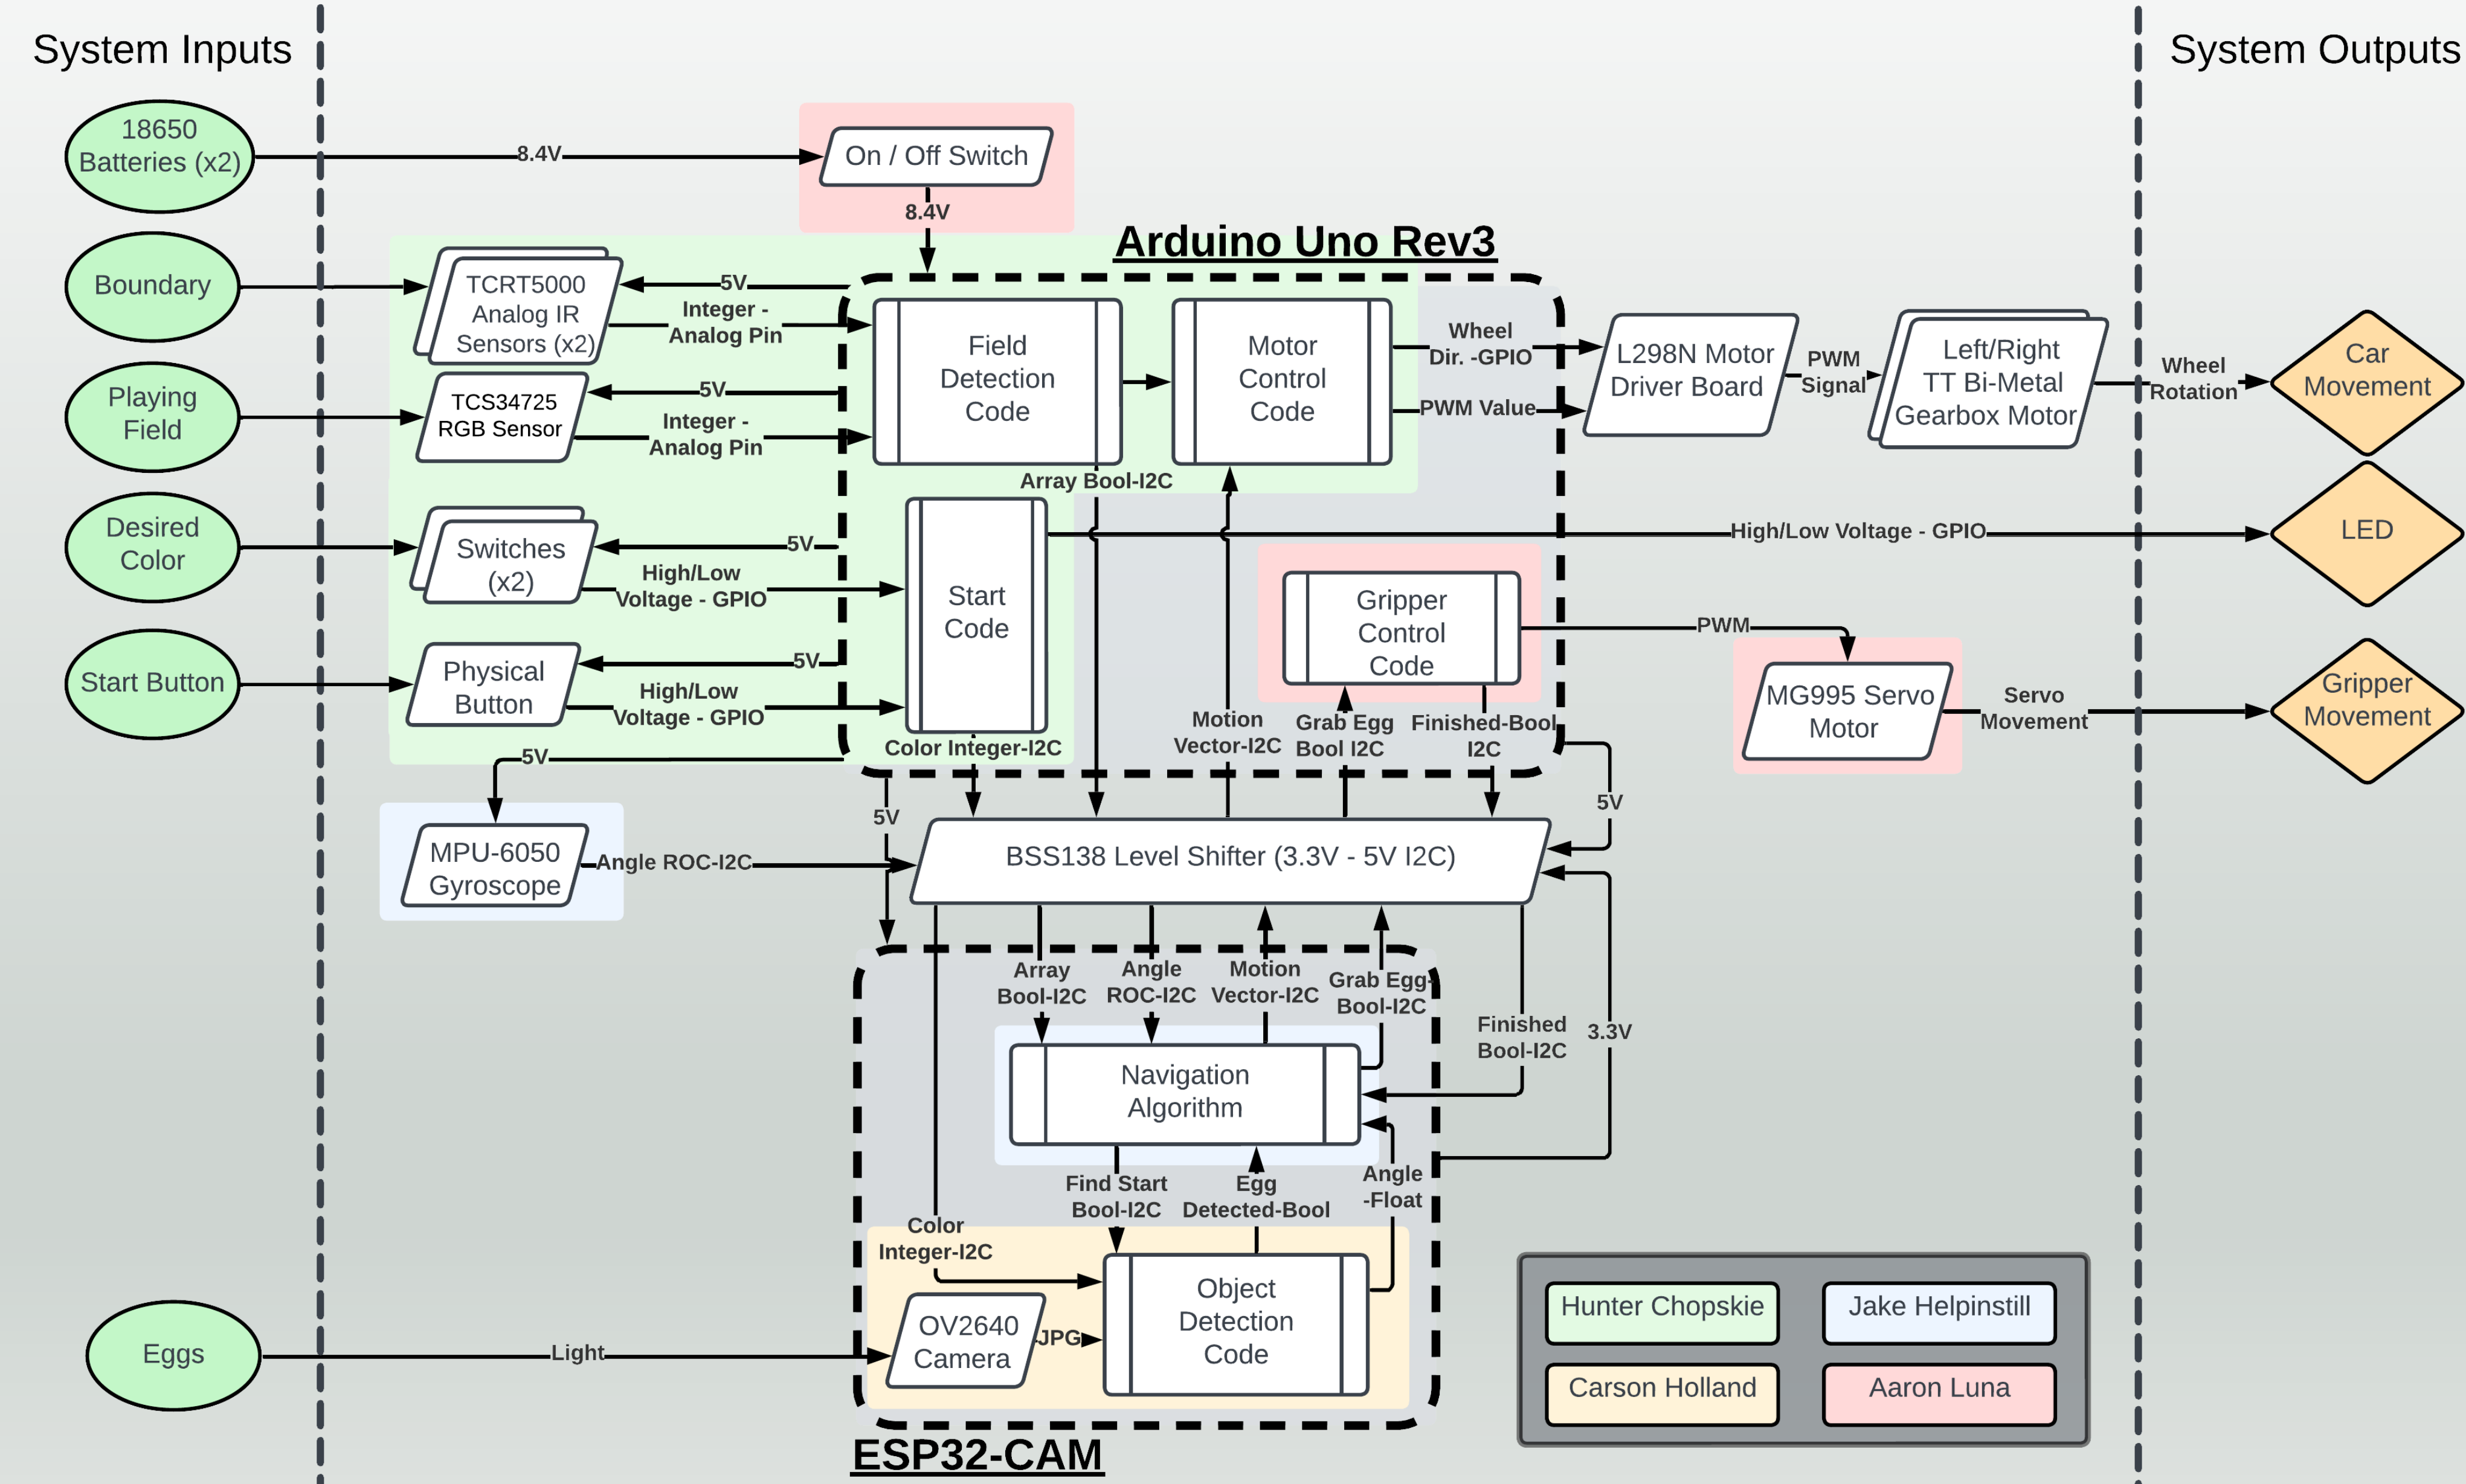 System Inputs
System Outputs
18650
Batteries (x2)
8.4V
On / Off Switch
8.4V
Arduino Uno Rev3
Boundary
TCRT5000
Analog IR
Sensors (x2)
5V
Integer -
Analog Pin
Field
Detection
Code
Motor
Control
Code
Wheel
Dir. -GPIO
PWM Value
L298N Motor
Driver Board
PWM
Signal
Left/Right
TT Bi-Metal
Gearbox Motor
Wheel
Rotation
Car
Movement
Playing
Field
TCS34725
RGB Sensor
5V
Integer -
Analog Pin
Array Bool-I2C
Desired
Color
Switches
(x2)
5V
High/Low
Voltage - GPIO
Start
Code
High/Low Voltage - GPIO
LED
Gripper
Control
Code
PWM
Start Button
Physical
Button
5V
High/Low
Voltage - GPIO
Color Integer-I2C
Motion
Vector-I2C
Grab Egg
Bool I2C
Finished-Bool
I2C
MG995 Servo
Motor
Servo
Movement
Gripper
Movement
5V
5V
5V
MPU-6050
Gyroscope
Angle ROC-I2C
BSS138 Level Shifter (3.3V - 5V I2C)
Array
Bool-I2C
Angle
ROC-I2C
Motion
Vector-I2C
Grab Egg-
Bool-I2C
Finished
Bool-I2C
3.3V
Navigation
Algorithm
Find Start
Bool-I2C
Egg
Detected-Bool
Angle
-Float
Color
Integer-I2C
Eggs
Light
OV2640
Camera
JPG
Object
Detection
Code
ESP32-CAM
Hunter Chopskie
Jake Helpinstill
Carson Holland
Aaron Luna